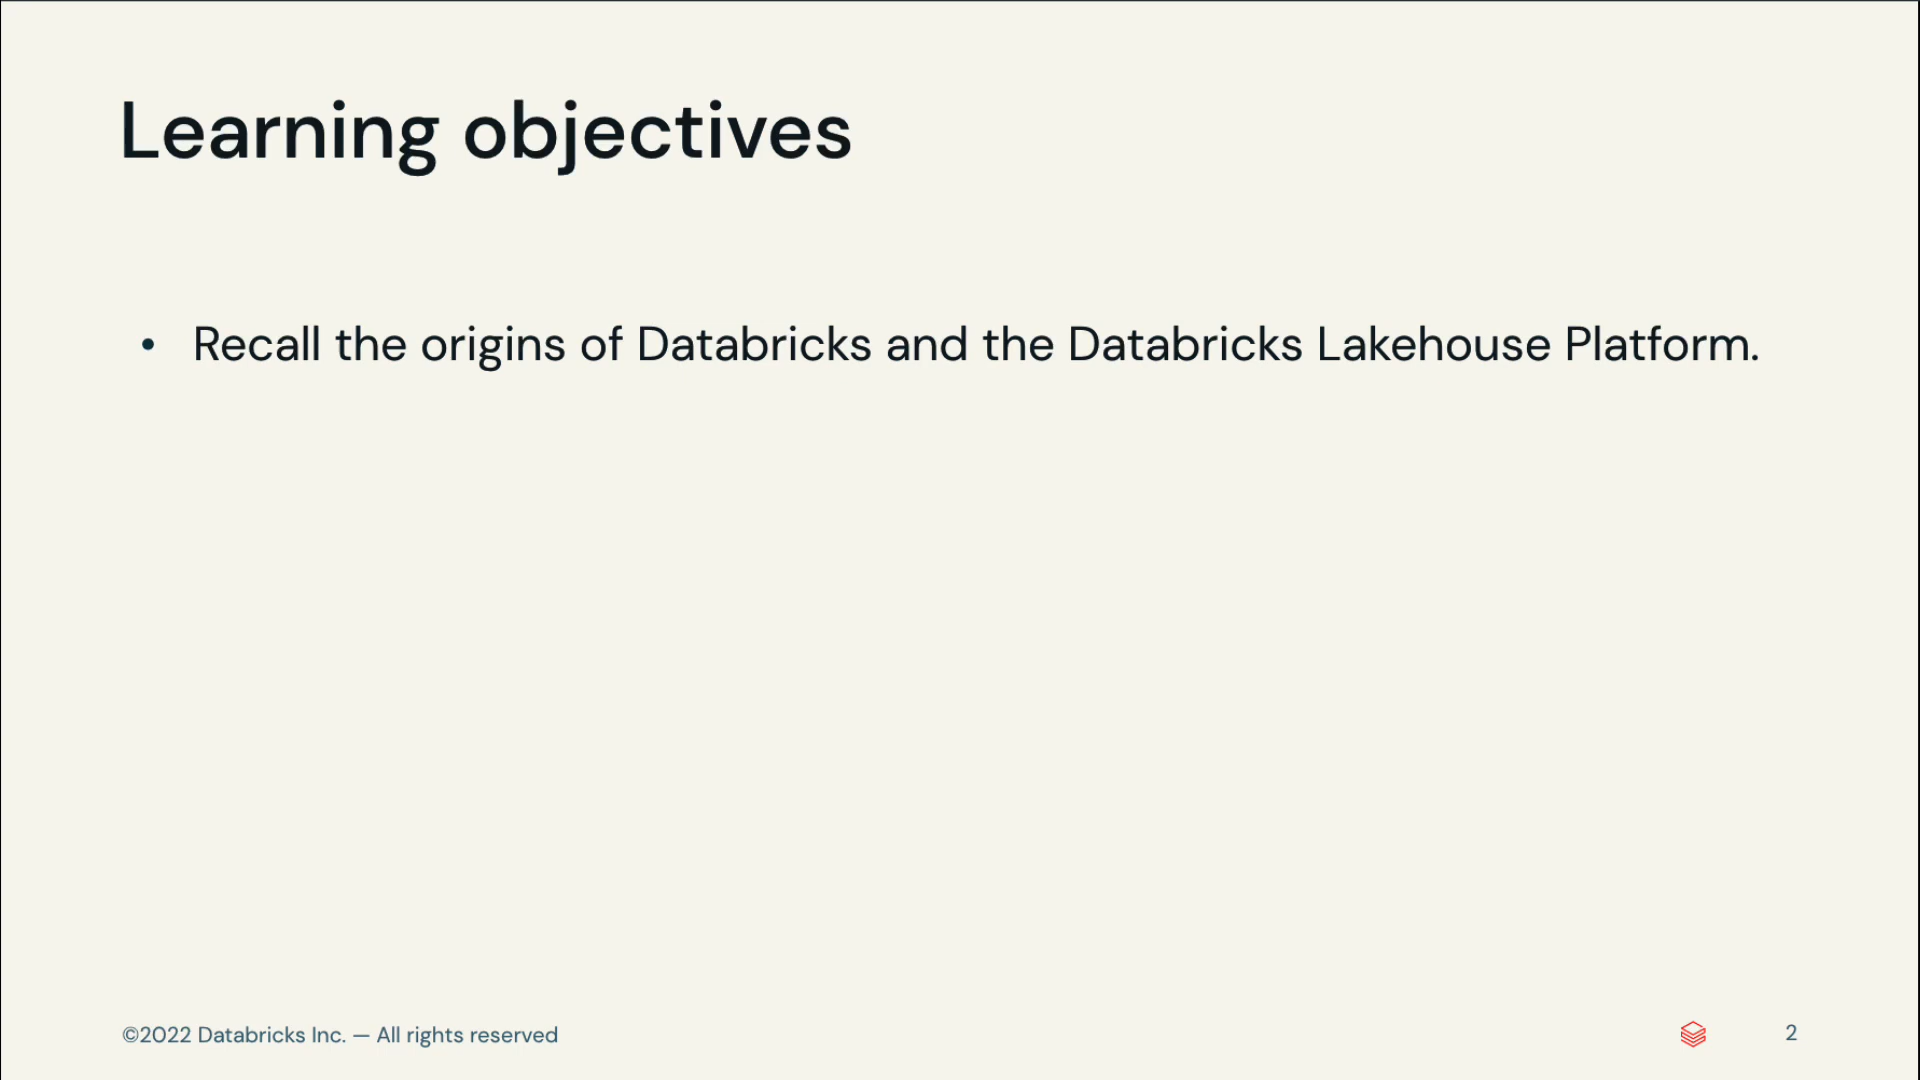 Learning objectives
• Recall the origins of Databricks and the Databricks Lakehouse Platform.
©2022 Databricks Inc. — All rights reserved
2